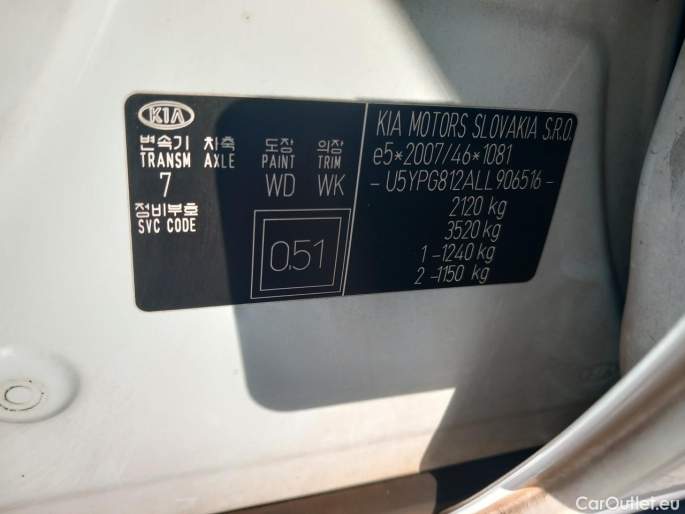 KIA
변속기 차축 도장 의장
TRANSM AXLE PAINT TRIM
7 WD WK
정비부호
SVC CODE
0.51
KIA MOTORS SLOVAKIA S.R.O.
e5*2007/46*1081
- U5YPG812ALL906516 -
2120 kg
3520 kg
1 -1240 kg
2 -1150 kg
CarOutlet.eu